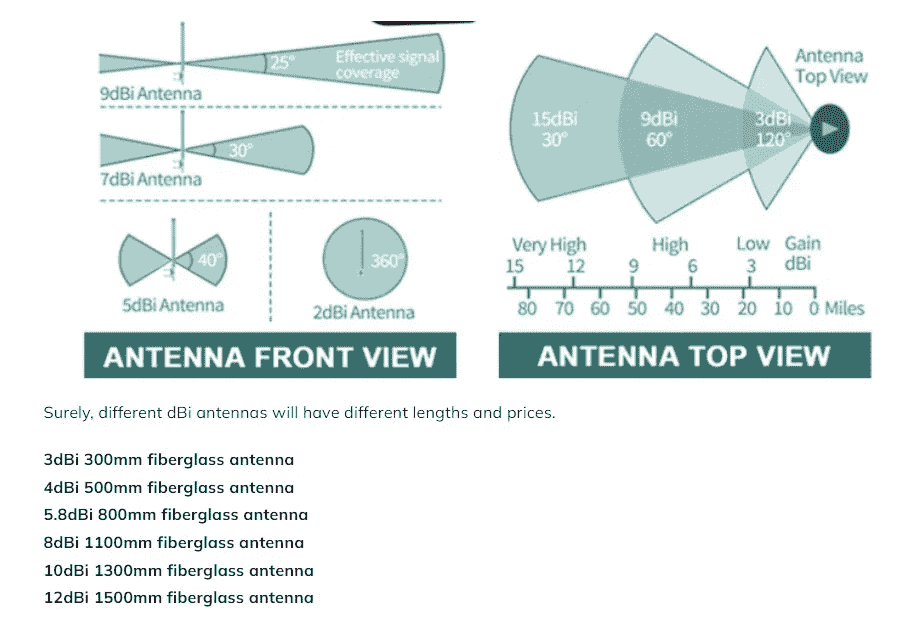 25°
Effective signal
coverage
9dBi Antenna
30°
7dBi Antenna
40°
5dBi Antenna
360°
2dBi Antenna
ANTENNA FRONT VIEW
Antenna
Top View
15dBi
30°
9dBi
60°
3dBi
120°
Very High High Low Gain
15 12 9 6 3 dBi
80 70 60 50 40 30 20 10 0 Miles
ANTENNA TOP VIEW
Surely, different dBi antennas will have different lengths and prices.
3dBi 300mm fiberglass antenna
4dBi 500mm fiberglass antenna
5.8dBi 800mm fiberglass antenna
8dBi 1100mm fiberglass antenna
10dBi 1300mm fiberglass antenna
12dBi 1500mm fiberglass antenna